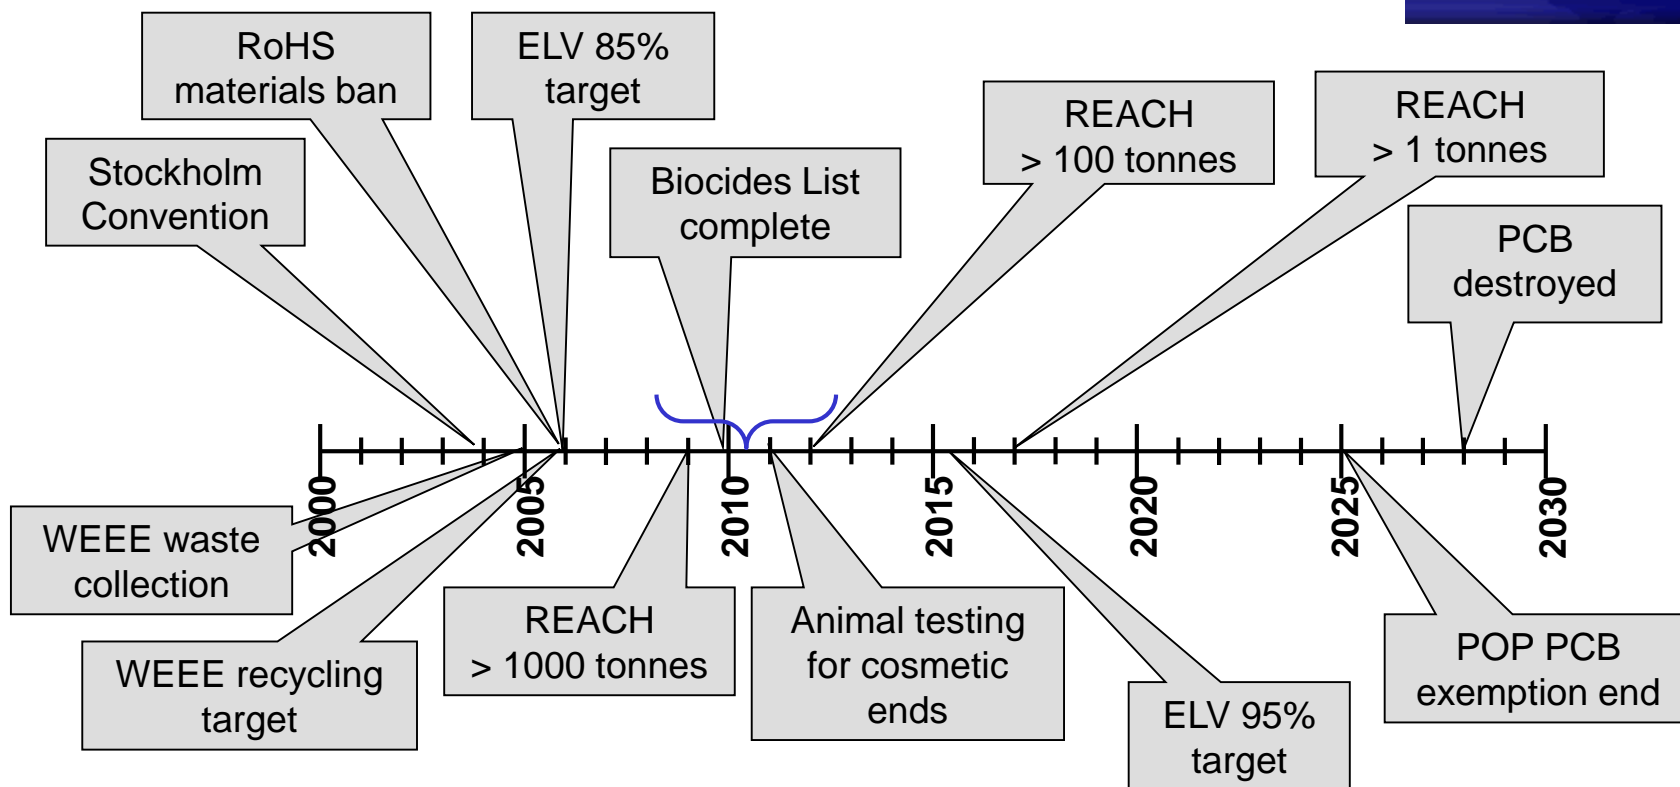 RoHS
materials ban
ELV 85%
target
REACH
> 100 tonnes
REACH
> 1 tonnes
Stockholm
Convention
Biocides List
complete
PCB
destroyed
2000
2005
2010
2015
2020
2025
2030
WEEE waste
collection
WEEE recycling
target
REACH
> 1000 tonnes
Animal testing
for cosmetic
ends
ELV 95%
target
POP PCB
exemption end